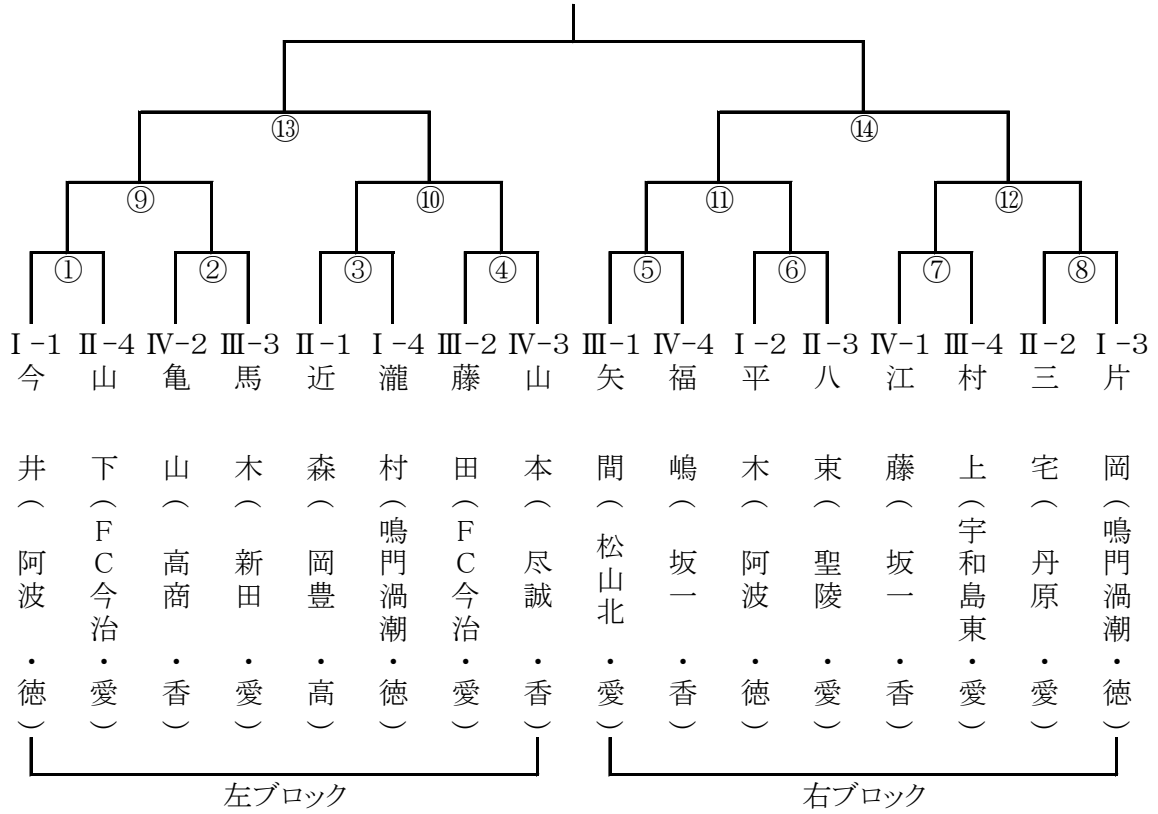 ⑬ ⑭
⑨ ⑩ ⑪ ⑫
① ② ③ ④ ⑤ ⑥ ⑦ ⑧
Ⅰ-1 Ⅱ-4 Ⅳ-2 Ⅲ-3 Ⅱ-1 Ⅰ-4 Ⅲ-2 Ⅳ-3 Ⅲ-1 Ⅳ-4 Ⅰ-2 Ⅱ-3 Ⅳ-1 Ⅲ-4 Ⅱ-2 Ⅰ-3
今井(阿波・徳)
山下(FC今治・愛)
亀山(高商・香)
馬木(新田・愛)
近森(岡豊・高)
瀧村(鳴門渦潮・徳)
藤田(FC今治・愛)
山本(尽誠・香)
矢間(松山北・愛)
福嶋(坂一・香)
平木(阿波・徳)
八束(聖陵・愛)
江藤(坂一・香)
村上(宇和島東・愛)
三宅(丹原・愛)
片岡(鳴門渦潮・徳)
左ブロック 右ブロック